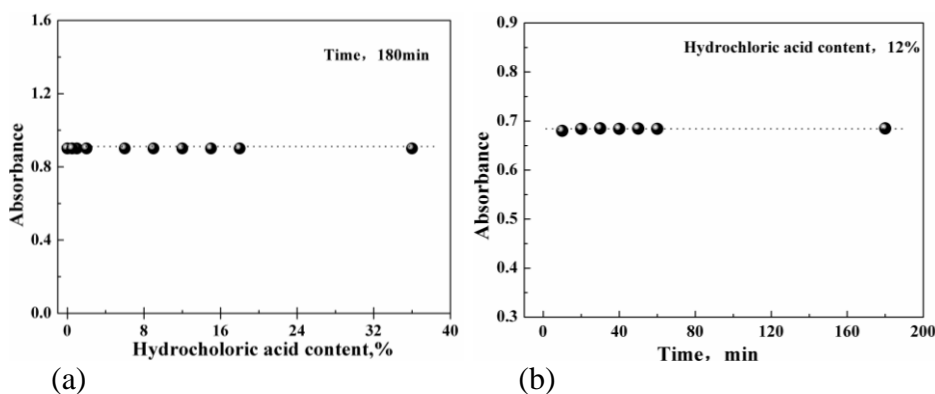 1.6
1.2
0.8
0.4
0.0
Absorbance
Time, 180min
0 8 16 24 32 40
Hydrocholoric acid content,%
(a)
0.9
0.8
0.7
0.6
0.5
0.4
0.3
Absorbance
Hydrochloric acid content, 12%
0 40 80 120 160 200
Time, min
(b)